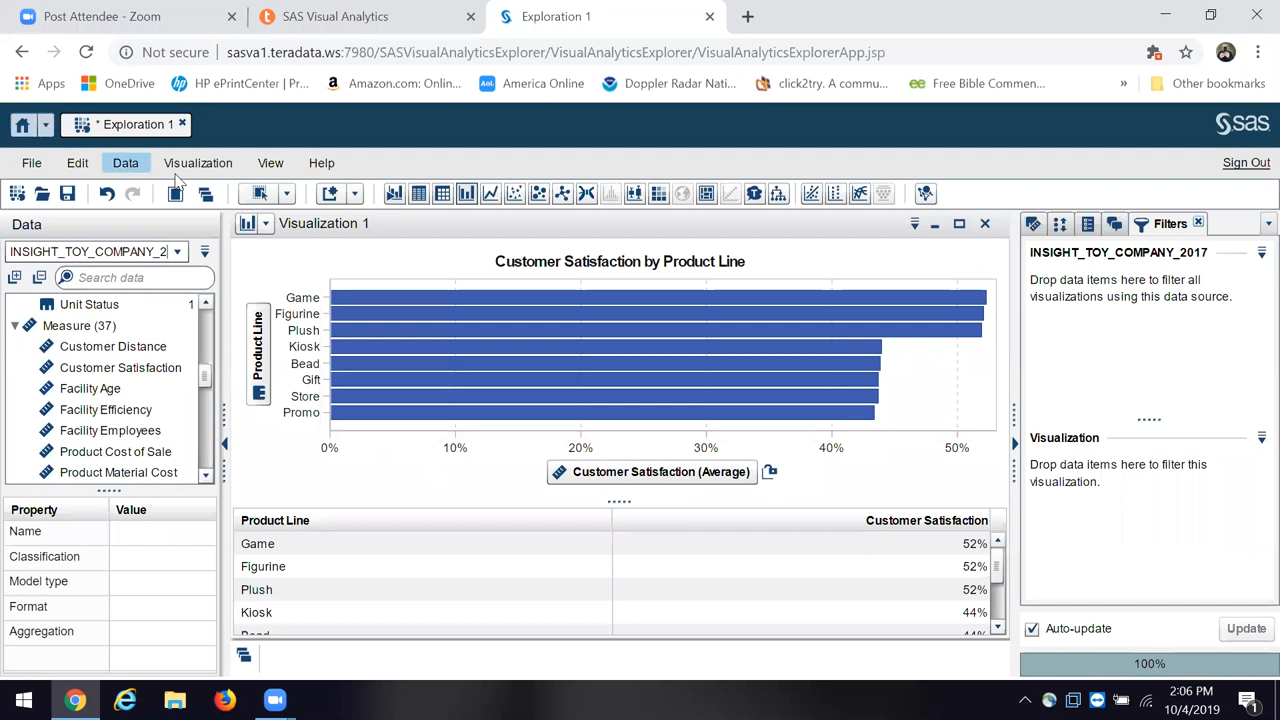 Post Attendee - Zoom
SAS Visual Analytics
Exploration 1
Not secure
sasva1.teradata.ws:7980/SASVisualAnalyticsExplorer/VisualAnalyticsExplorer/VisualAnalyticsExplorerApp.jsp
Apps
OneDrive
HP ePrintCenter | Pr...
Amazon.com: Onlin...
America Online
Doppler Radar Natio...
click2try. A commu...
Free Bible Commen...
»
Other bookmarks
* Exploration 1
sas
File
Edit
Data
Visualization
View
Help
Sign Out
Data
INSIGHT_TOY_COMPANY_2
Search data
Unit Status 1
Measure (37)
Customer Distance
Customer Satisfaction
Facility Age
Facility Efficiency
Facility Employees
Product Cost of Sale
Product Material Cost
Property Value
Name
Classification
Model type
Format
Aggregation
Visualization 1
Customer Satisfaction by Product Line
Product Line
Game
Figurine
Plush
Kiosk
Bead
Gift
Store
Promo
0% 10% 20% 30% 40% 50%
Customer Satisfaction (Average)
Product Line Customer Satisfaction
Game 52%
Figurine 52%
Plush 52%
Kiosk 44%
Bead 44%
Filters
INSIGHT_TOY_COMPANY_2017
Drop data items here to filter all
visualizations using this data source.
Visualization
Drop data items here to filter this
visualization.
Auto-update
Update
100%
2:06 PM
10/4/2019
1